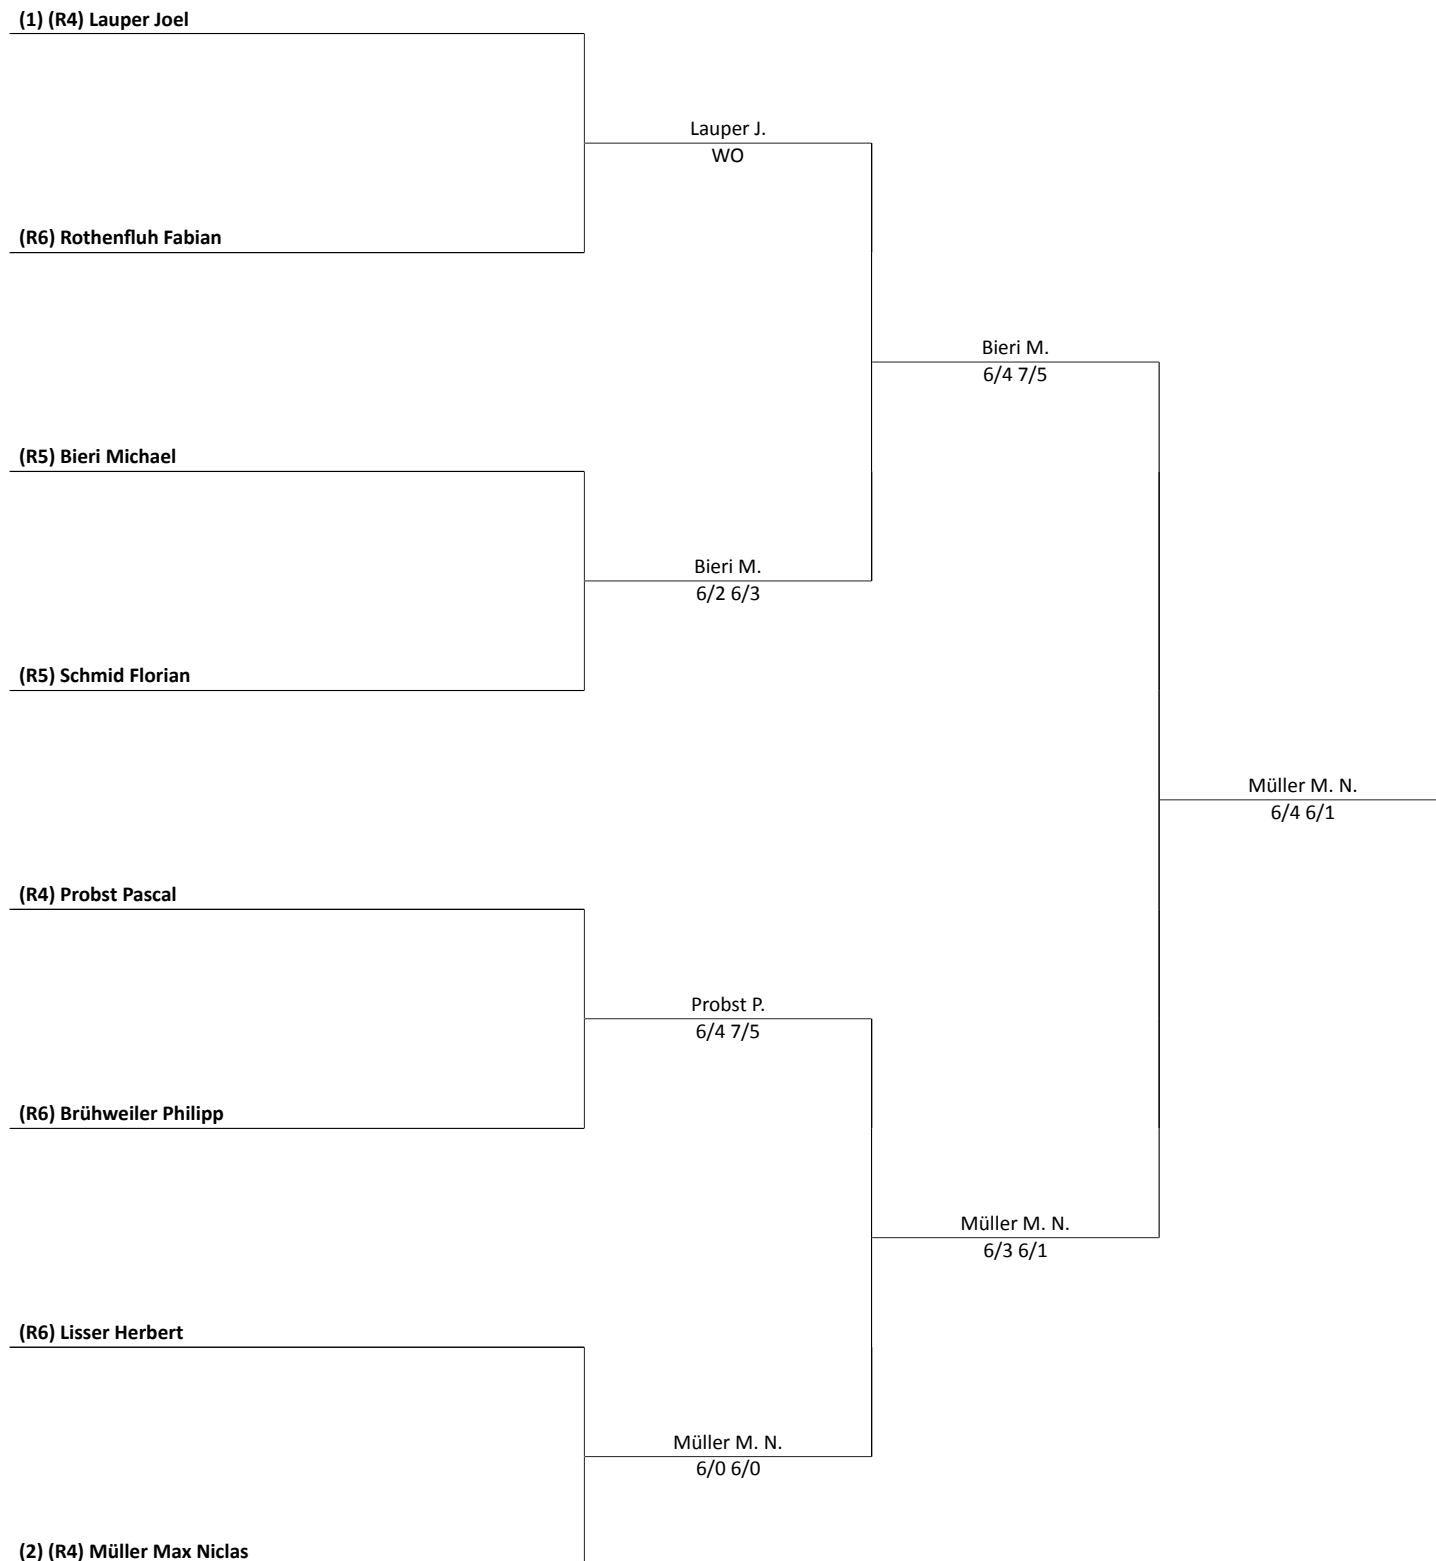 (1) (R4) Lauper Joel
Lauper J.
WO
(R6) Rothenfluh Fabian
Bieri M.
6/4 7/5
(R5) Bieri Michael
Bieri M.
6/2 6/3
(R5) Schmid Florian
Müller M. N.
6/4 6/1
(R4) Probst Pascal
Probst P.
6/4 7/5
(R6) Brühweiler Philipp
Müller M. N.
6/3 6/1
(R6) Lisser Herbert
Müller M. N.
6/0 6/0
(2) (R4) Müller Max Niclas